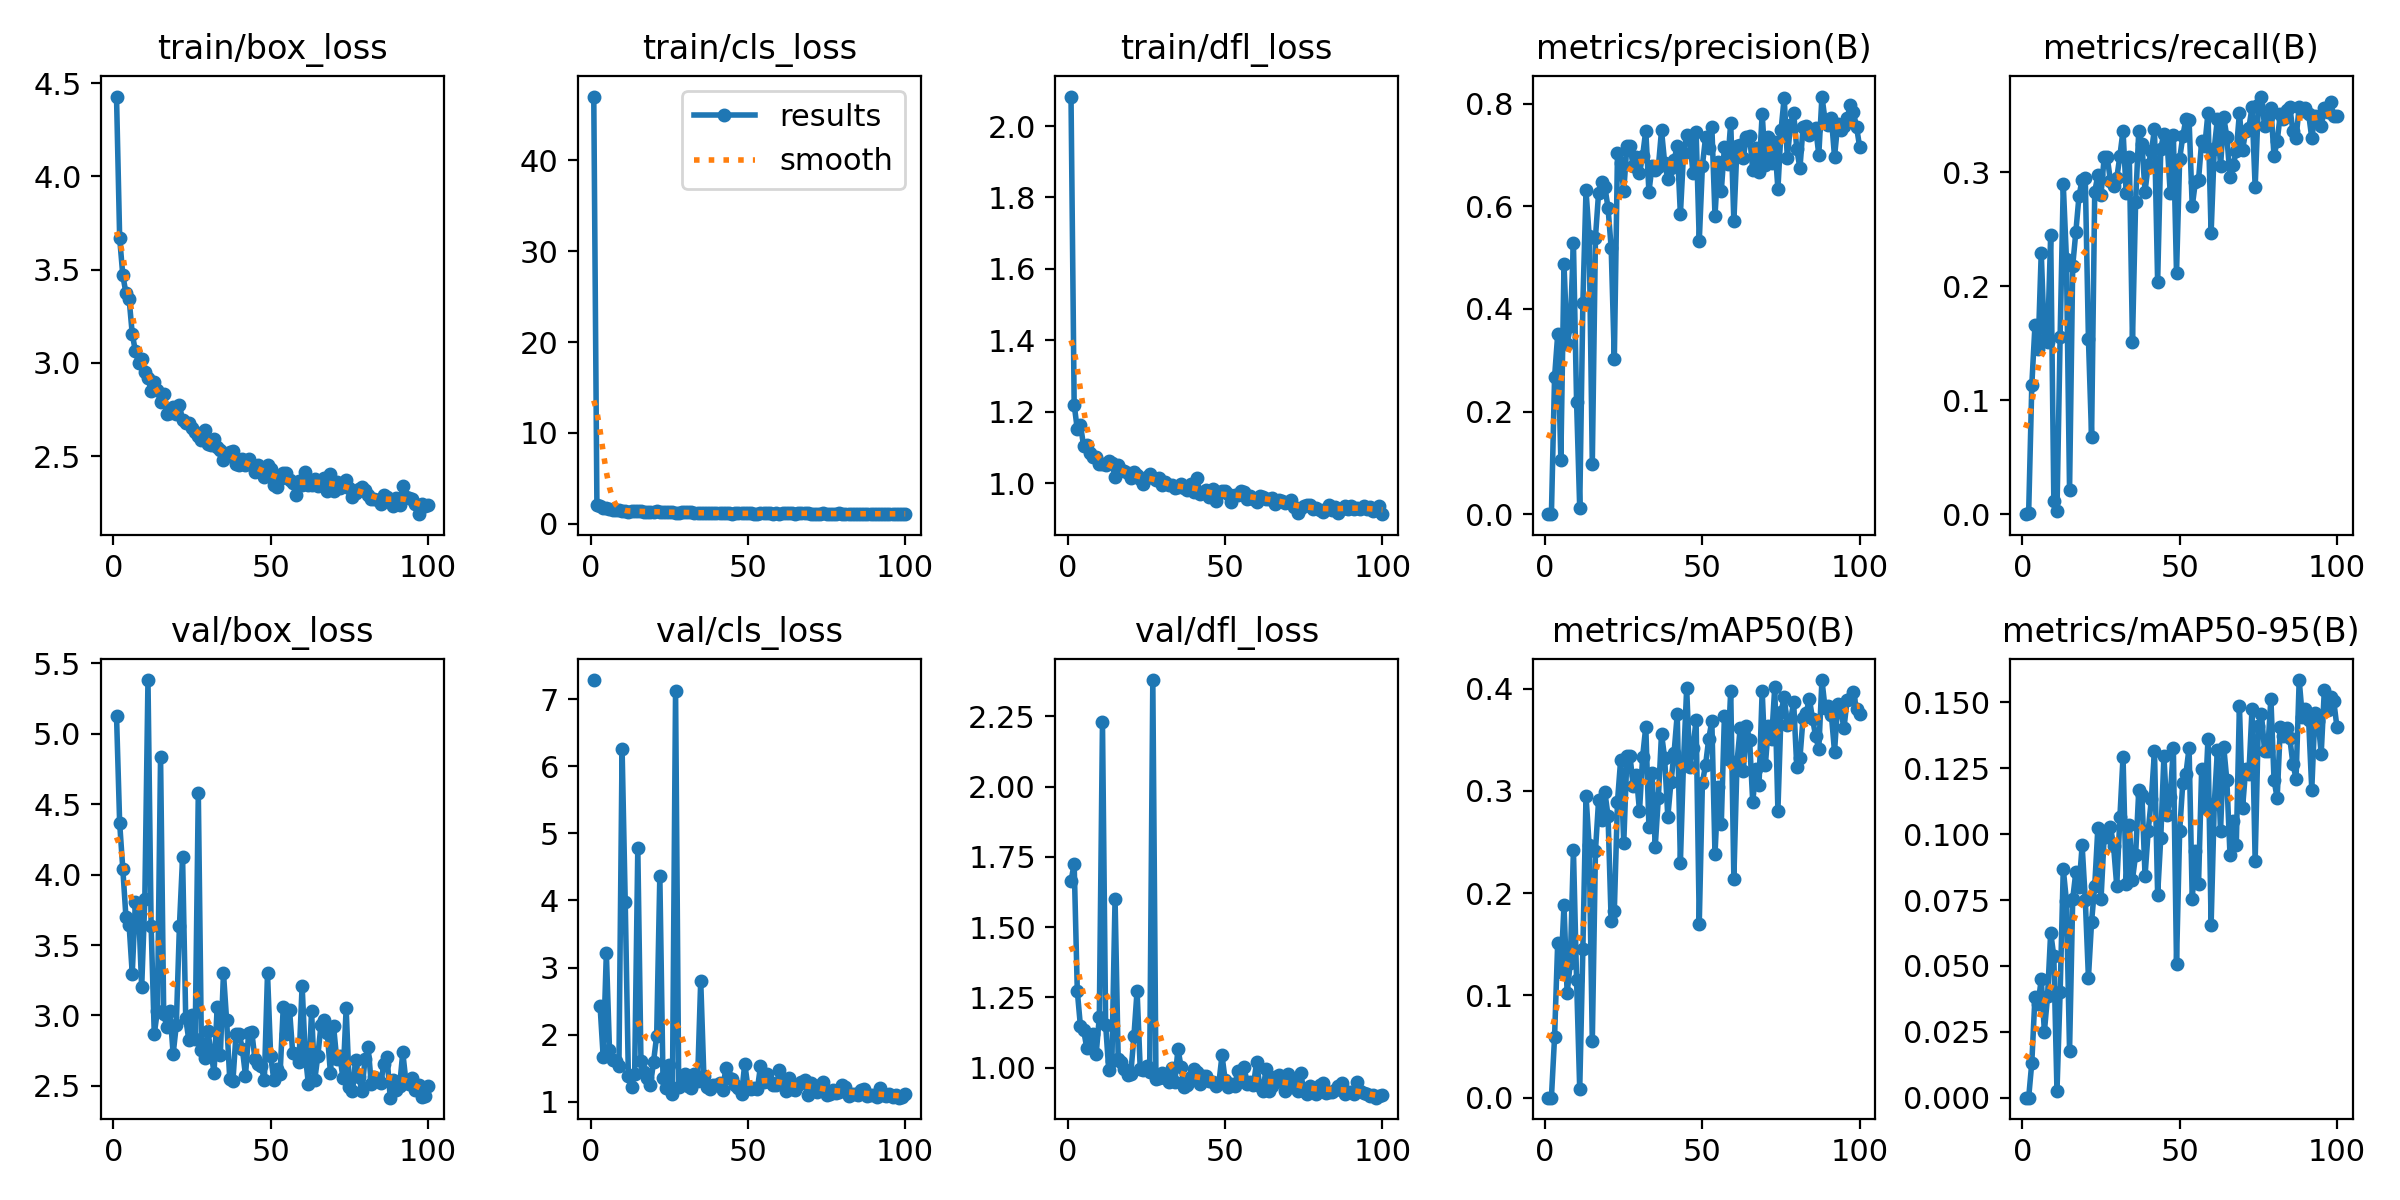 train/box_loss
4.5
4.0
3.5
3.0
2.5
0 50 100
train/cls_loss
results
smooth
40
30
20
10
0
0 50 100
train/dfl_loss
2.0
1.8
1.6
1.4
1.2
1.0
0 50 100
metrics/precision(B)
0.8
0.6
0.4
0.2
0.0
0 50 100
metrics/recall(B)
0.3
0.2
0.1
0.0
0 50 100
val/box_loss
5.5
5.0
4.5
4.0
3.5
3.0
2.5
0 50 100
val/cls_loss
7
6
5
4
3
2
1
0 50 100
val/dfl_loss
2.25
2.00
1.75
1.50
1.25
1.00
0 50 100
metrics/mAP50(B)
0.4
0.3
0.2
0.1
0.0
0 50 100
metrics/mAP50-95(B)
0.150
0.125
0.100
0.075
0.050
0.025
0.000
0 50 100